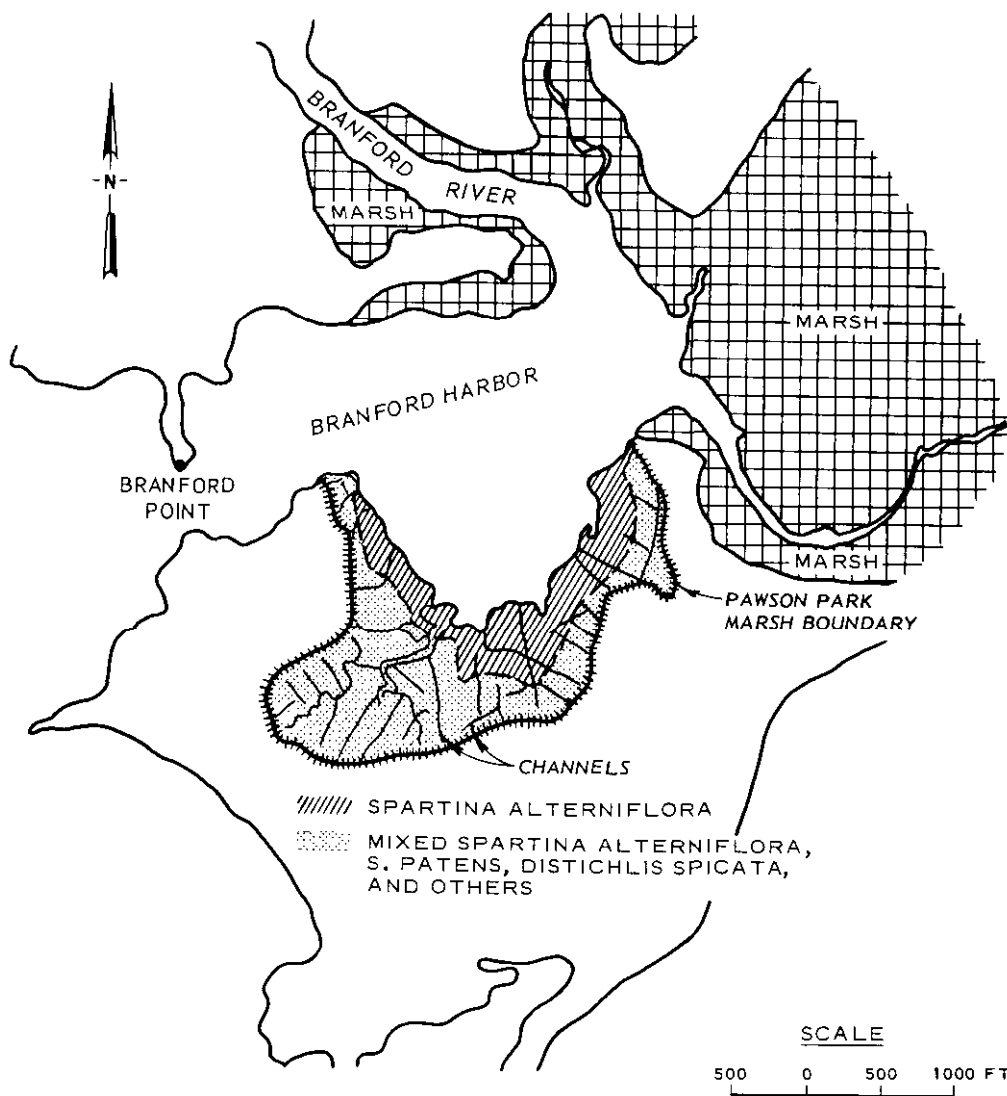 BRANFORD
RIVER
-N-
MARSH
MARSH
BRANFORD HARBOR
BRANFORD
POINT
MARSH
PAWSON PARK
MARSH BOUNDARY
CHANNELS
SPARTINA ALTERNIFLORA
MIXED SPARTINA ALTERNIFLORA,
S. PATENS, DISTICHLIS SPICATA,
AND OTHERS
SCALE
500 0 500 1000 FT